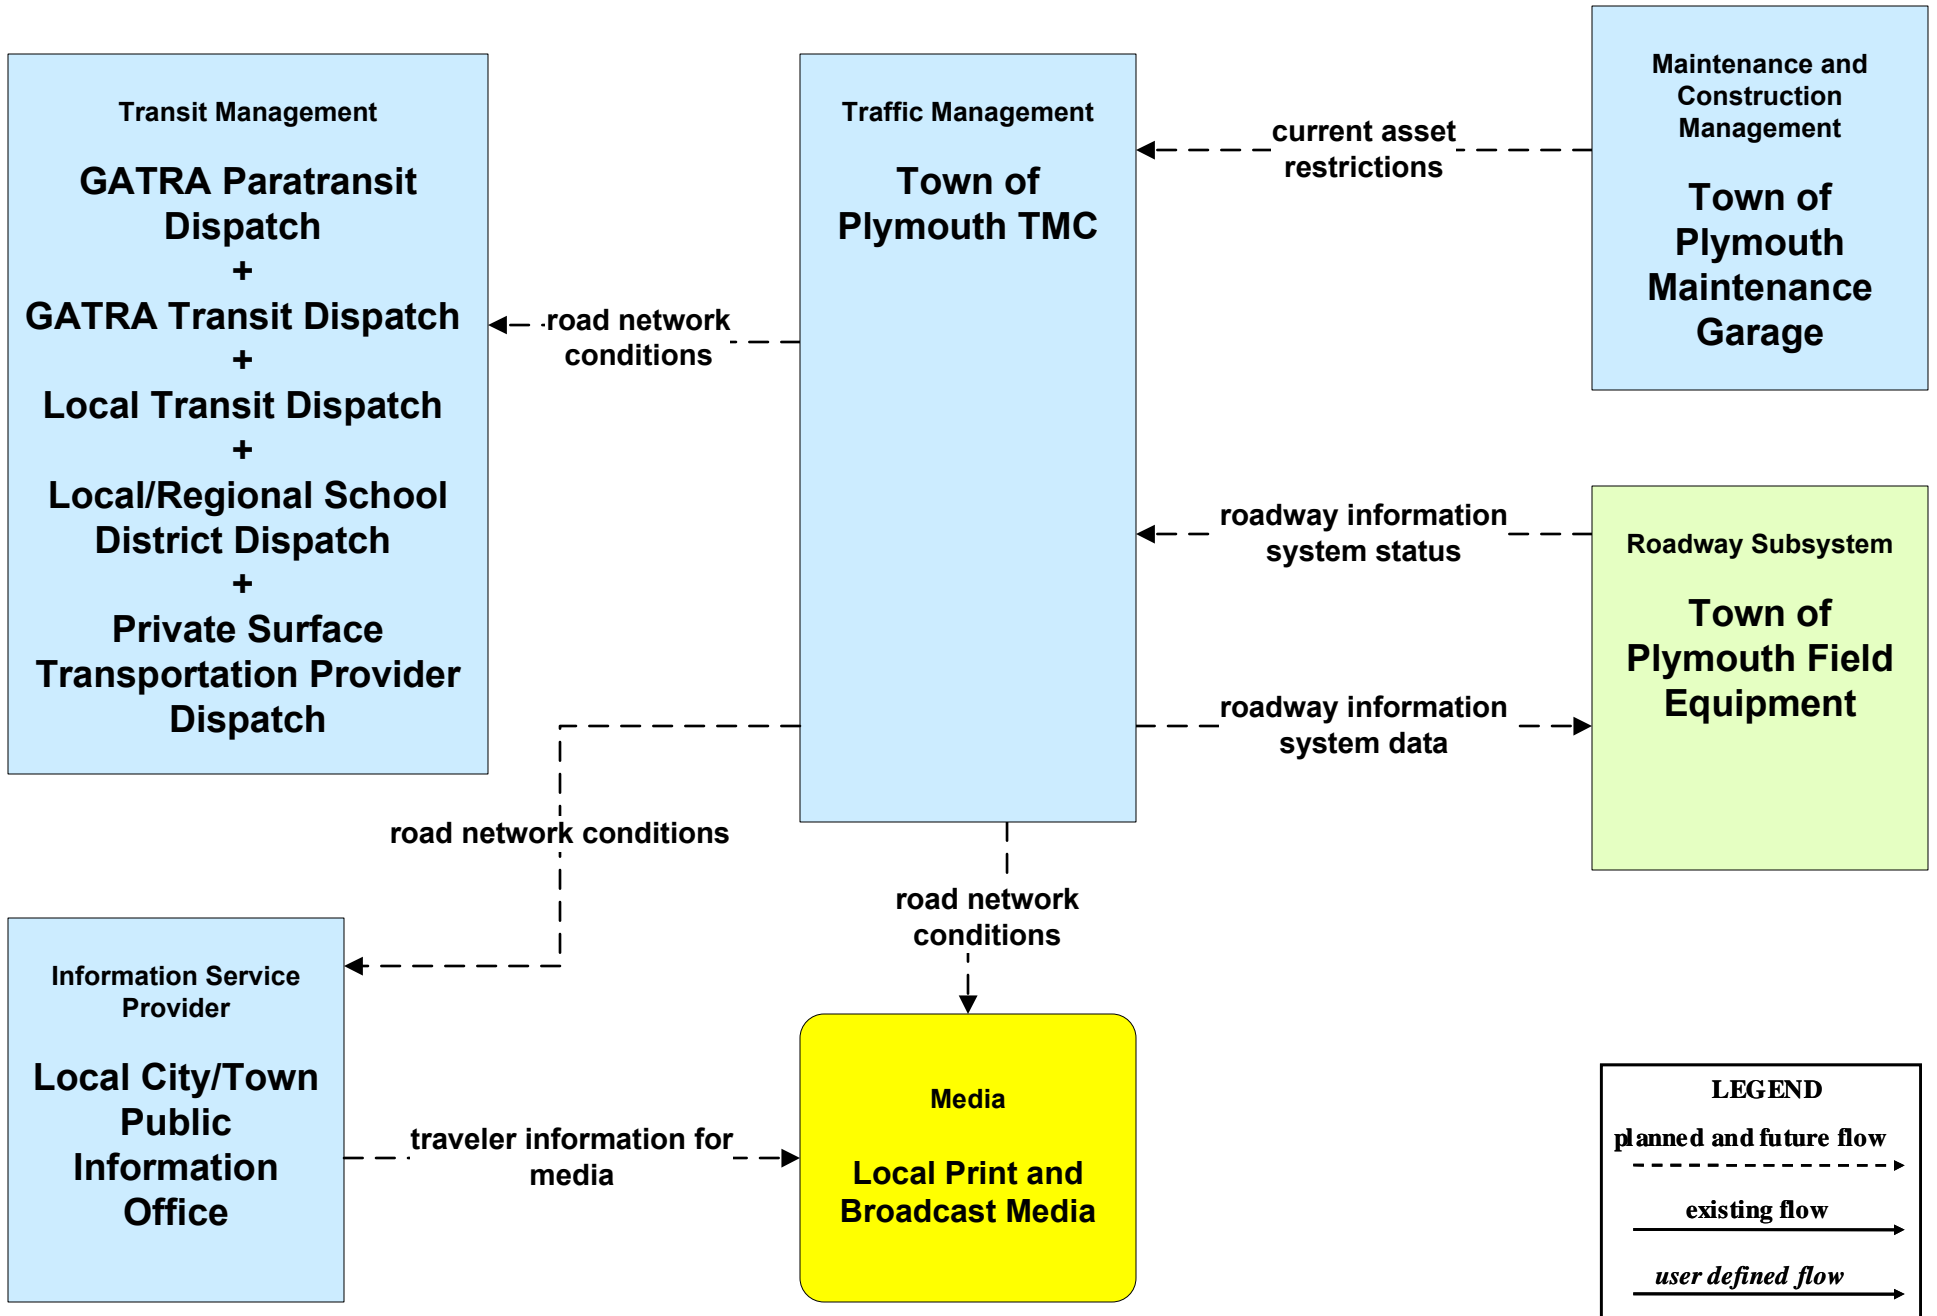 Transit Management
GATRA Paratransit
Dispatch
+
GATRA Transit Dispatch
+
Local Transit Dispatch
+
Local/Regional School
District Dispatch
+
Private Surface
Transportation Provider
Dispatch
road network
conditions
Traffic Management
Town of
Plymouth TMC
current asset
restrictions
Maintenance and
Construction
Management
Town of
Plymouth
Maintenance
Garage
roadway information
system status
roadway information
system data
Roadway Subsystem
Town of
Plymouth Field
Equipment
road network conditions
road network
conditions
Information Service
Provider
Local City/Town
Public
Information
Office
traveler information for
media
Media
Local Print and
Broadcast Media
LEGEND
planned and future flow
existing flow
user defined flow